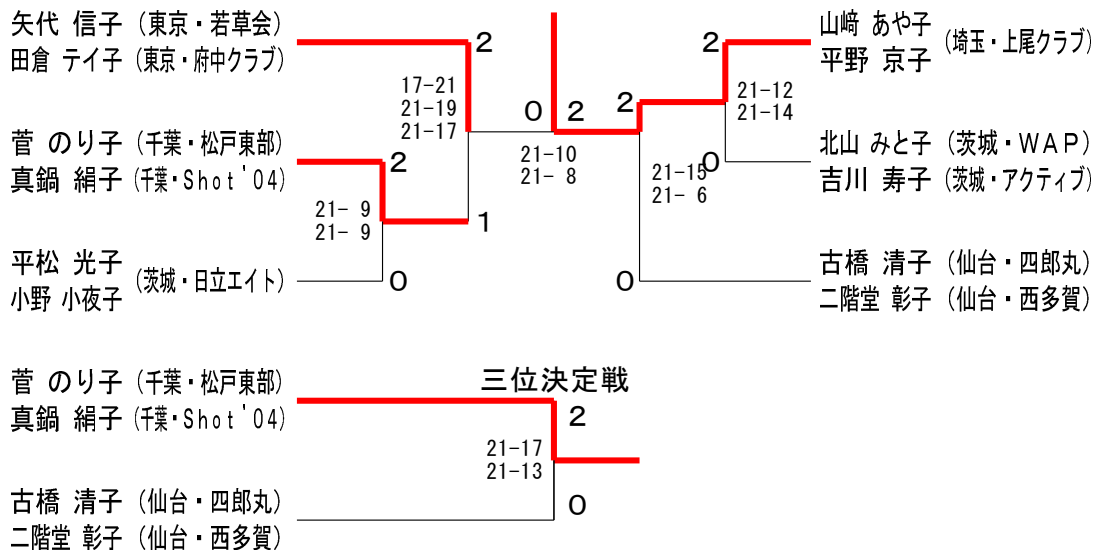 矢代 信子 (東京・若草会)
田倉 テイ子 (東京・府中クラブ)
2
17-21
21-19
21-17
菅 のり子 (千葉・松戸東部)
真鍋 絹子 (千葉・Shot'04)
2
21- 9
21- 9
1
平松 光子
小野 小夜子
(茨城・日立エイト)
0
0
2
21-10
21- 8
山﨑 あや子
平野 京子
(埼玉・上尾クラブ)
2
21-12
21-14
2
北山 みと子 (茨城・WAP)
吉川 寿子 (茨城・アクティブ)
0
21-15
21- 6
古橋 清子 (仙台・四郎丸)
二階堂 彰子 (仙台・西多賀)
0
三位決定戦
菅 のり子 (千葉・松戸東部)
真鍋 絹子 (千葉・Shot'04)
2
21-17
21-13
古橋 清子 (仙台・四郎丸)
二階堂 彰子 (仙台・西多賀)
0